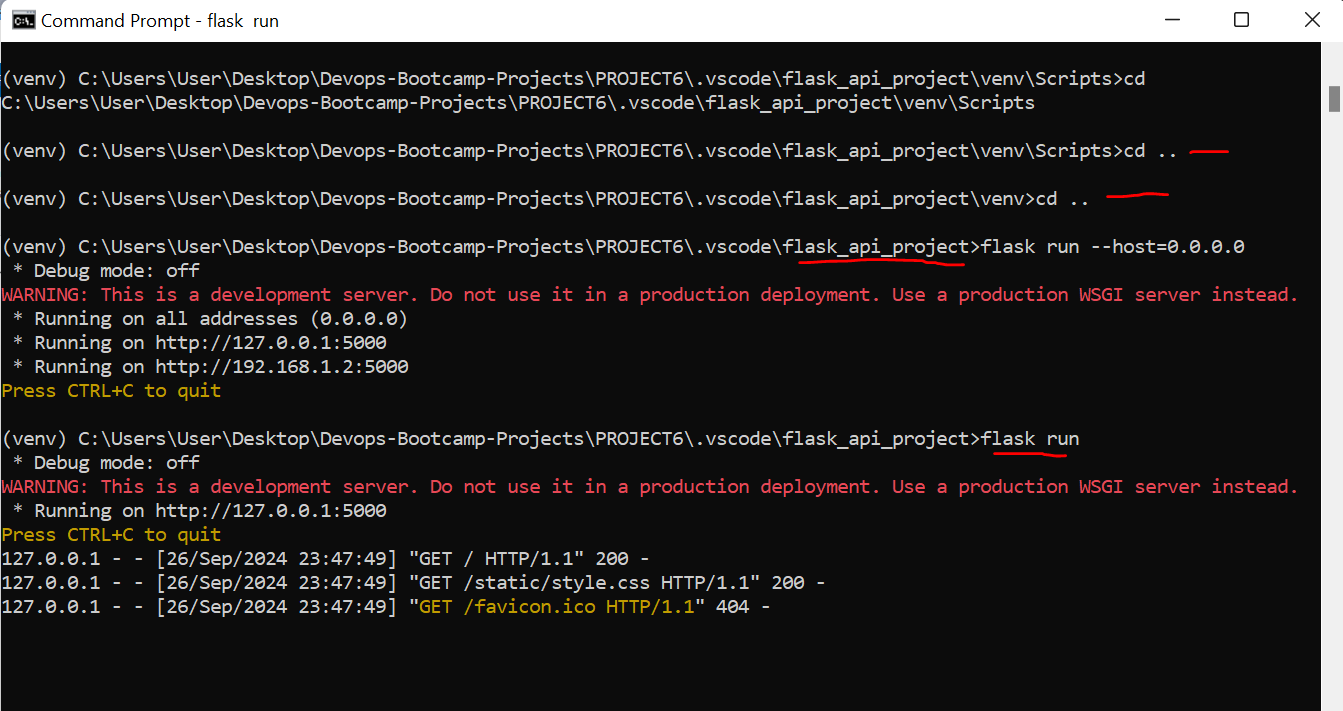 Command Prompt - flask  run
(venv) C:\Users\User\Desktop\Devops-Bootcamp-Projects\PROJECT6\.vscode\flask_api_project\venv\Scripts>cd
C:\Users\User\Desktop\Devops-Bootcamp-Projects\PROJECT6\.vscode\flask_api_project\venv\Scripts
(venv) C:\Users\User\Desktop\Devops-Bootcamp-Projects\PROJECT6\.vscode\flask_api_project\venv\Scripts>cd ..
(venv) C:\Users\User\Desktop\Devops-Bootcamp-Projects\PROJECT6\.vscode\flask_api_project\venv>cd ..
(venv) C:\Users\User\Desktop\Devops-Bootcamp-Projects\PROJECT6\.vscode\flask_api_project>flask run --host=0.0.0.0
 * Debug mode: off
WARNING: This is a development server. Do not use it in a production deployment. Use a production WSGI server instead.
 * Running on all addresses (0.0.0.0)
 * Running on http://127.0.0.1:5000
 * Running on http://192.168.1.2:5000
Press CTRL+C to quit
(venv) C:\Users\User\Desktop\Devops-Bootcamp-Projects\PROJECT6\.vscode\flask_api_project>flask run
 * Debug mode: off
WARNING: This is a development server. Do not use it in a production deployment. Use a production WSGI server instead.
 * Running on http://127.0.0.1:5000
Press CTRL+C to quit
127.0.0.1 - - [26/Sep/2024 23:47:49] "GET / HTTP/1.1" 200 -
127.0.0.1 - - [26/Sep/2024 23:47:49] "GET /static/style.css HTTP/1.1" 200 -
127.0.0.1 - - [26/Sep/2024 23:47:49] "GET /favicon.ico HTTP/1.1" 404 -